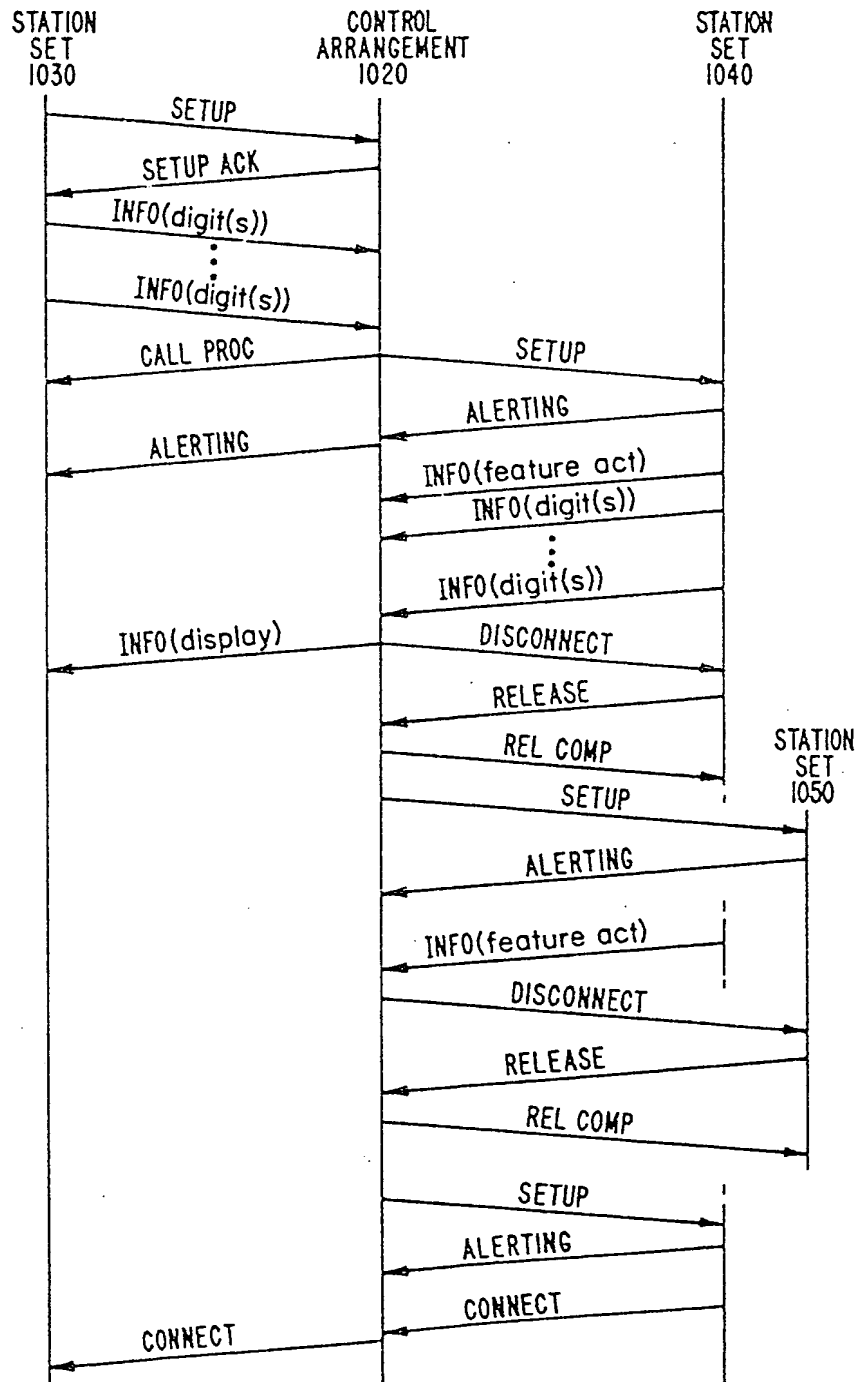 STATION
SET
1030
CONTROL
ARRANGEMENT
1020
STATION
SET
1040
SETUP
SETUP ACK
INFO(digit(s))
INFO(digit(s))
CALL PROC
SETUP
ALERTING
ALERTING
INFO(feature act)
INFO(digit(s))
INFO(digit(s))
INFO(display)
DISCONNECT
RELEASE
REL COMP
STATION
SET
1050
SETUP
ALERTING
INFO(feature act)
DISCONNECT
RELEASE
REL COMP
SETUP
ALERTING
CONNECT
CONNECT